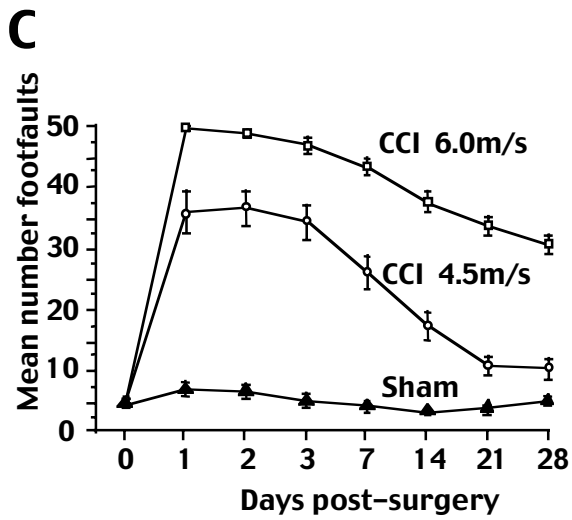 C
Mean number footfaults
50
40
30
20
10
0
CCI 6.0m/s
CCI 4.5m/s
Sham
0 1 2 3 7 14 21 28
Days post-surgery